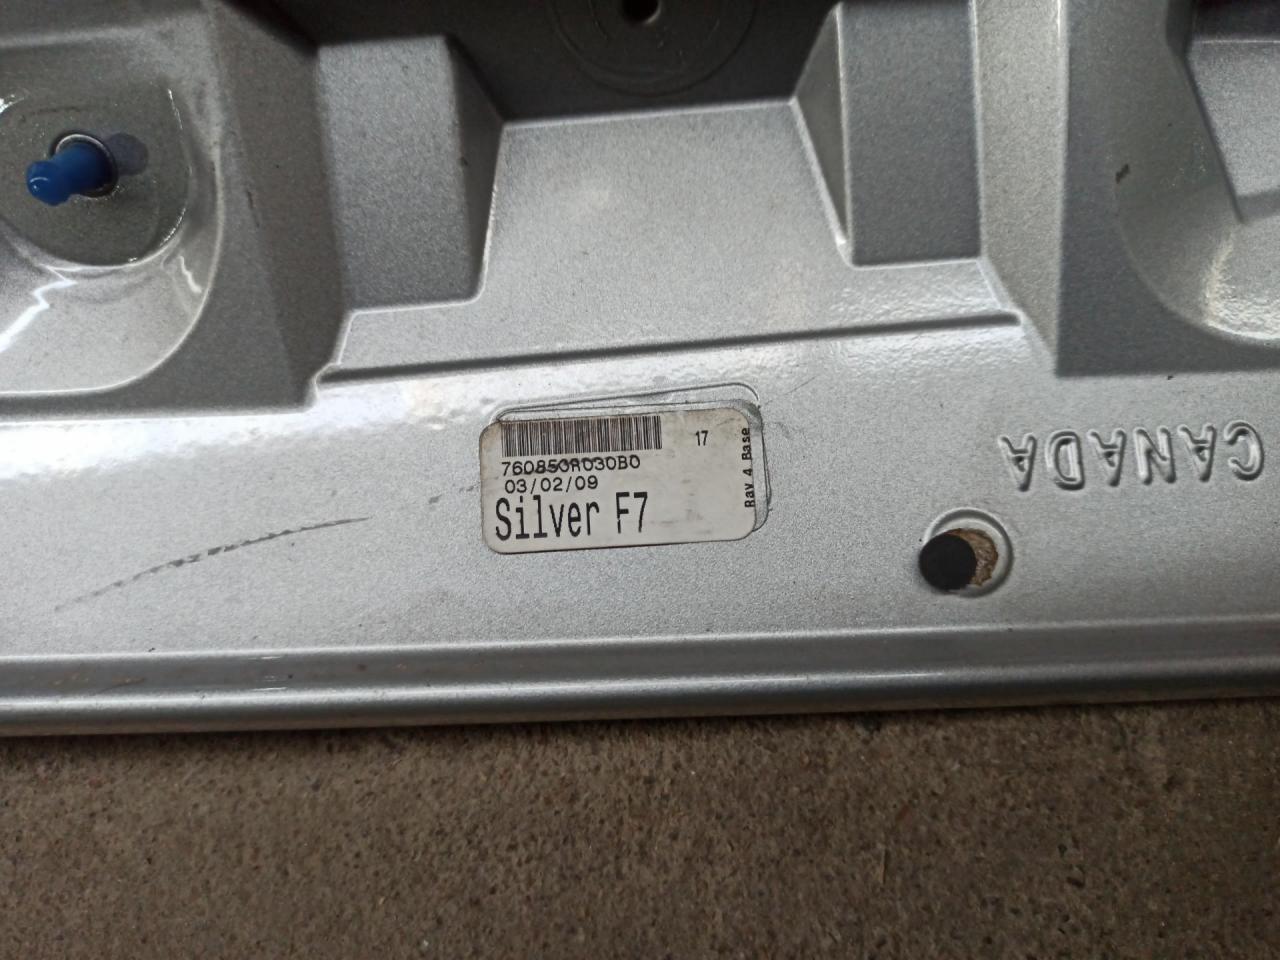 17
760850R030B0
03/02/09
Silver F7
Rav 4 Base
CANADA